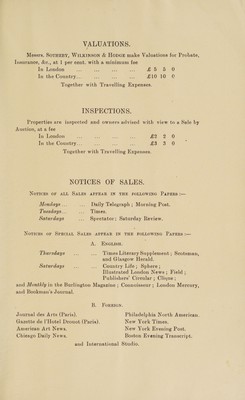 VALUATIONS.
Messrs. SOTHEBY, WILKINSON & HODGE make Valuations for Probate,
Insurance, &c., at 1 per cent. with a minimum fee
In London ... ... ... ... £ 5 5 0
In the Country... ... ... ... £10 10 0
Together with Travelling Expenses.
INSPECTIONS.
Properties are inspected and owners advised with view to a Sale by
Auction, at a fee
In London ... ... ... ... £2 2 0
In the Country... ... ... ... £3 3 0
Together with Travelling Expenses.
NOTICES OF SALES.
NOTICES OF ALL SALES APPEAR IN THE FOLLOWING PAPERS:—
Mondays... ... Daily Telegraph; Morning Post.
Tuesdays... ... Times.
Saturdays ... Spectator; Saturday Review.
NOTICES OF SPECIAL SALES APPEAR IN THE FOLLOWING PAPERS:—
A. ENGLISH.
Thursdays ... ... Times Literary Supplement; Scotsman,
and Glasgow Herald.
Saturdays ... ... Country Life; Sphere;
Illustrated London News; Field;
Publishers' Circular; Clique;
and Monthly in the Burlington Magazine; Connoisseur; London Mercury,
and Bookman's Journal.
B. FOREIGN.
Journal des Arts (Paris). Philadelphia North American.
Gazette de l'Hotel Drouot (Paris). New York Times.
American Art News. New York Evening Post.
Chicago Daily News. Boston Evening Transcript.
and International Studio.